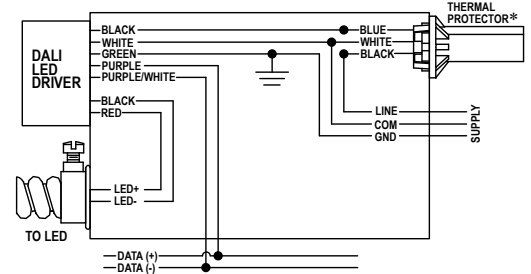 THERMAL
PROTECTOR*
BLACK
BLUE
WHITE
WHITE
GREEN
BLACK
PURPLE
PURPLE/WHITE
DALI
LED
DRIVER
BLACK
RED
LINE
COM
GND
SUPPLY
LED+
LED-
TO LED
DATA (+)
DATA (-)